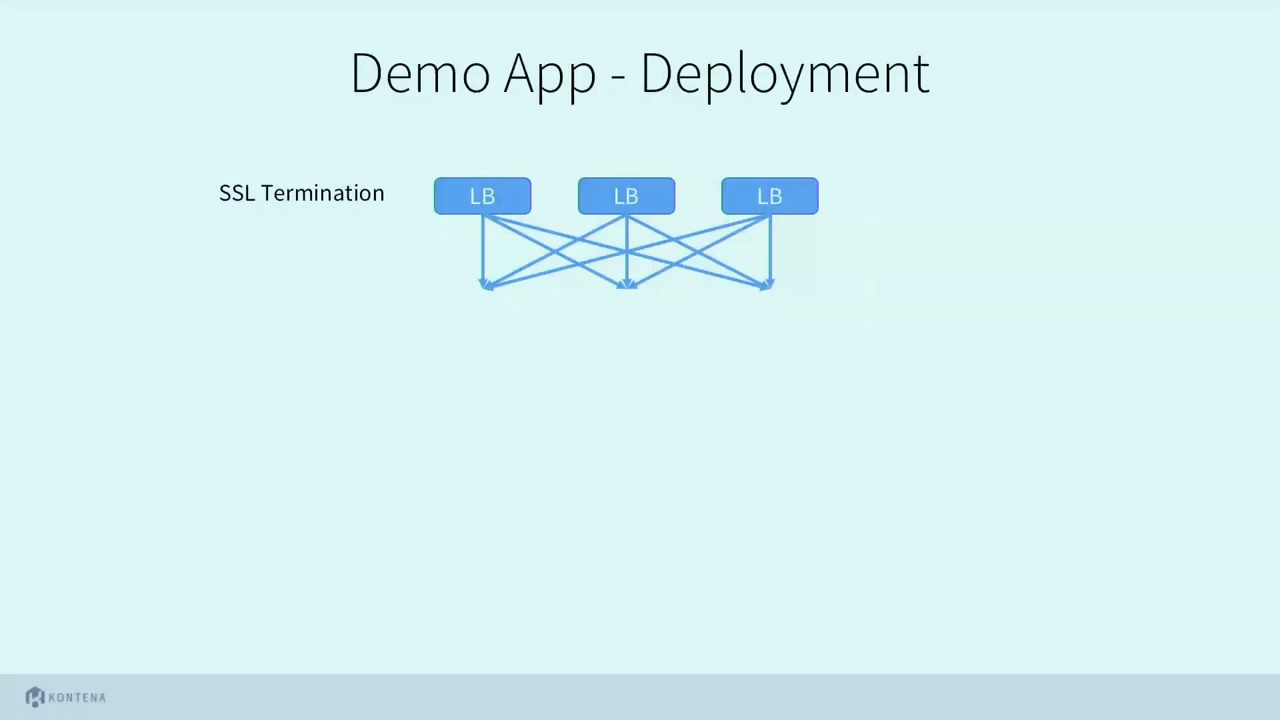 Demo App - Deployment
SSL Termination
LB
LB
LB
KONTENA